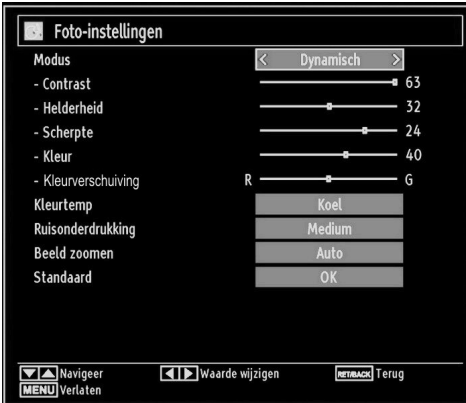 Foto-instellingen
Modus < Dynamisch >
- Contrast 63
- Helderheid 32
- Scherpte 24
- Kleur 40
- Kleurverschuiving R G
Kleurtemp Koel
Ruisonderdrukking Medium
Beeld zoomen Auto
Standaard OK
Navigeer Waarde wijzigen RET/BACK Terug
MENU Verlaten